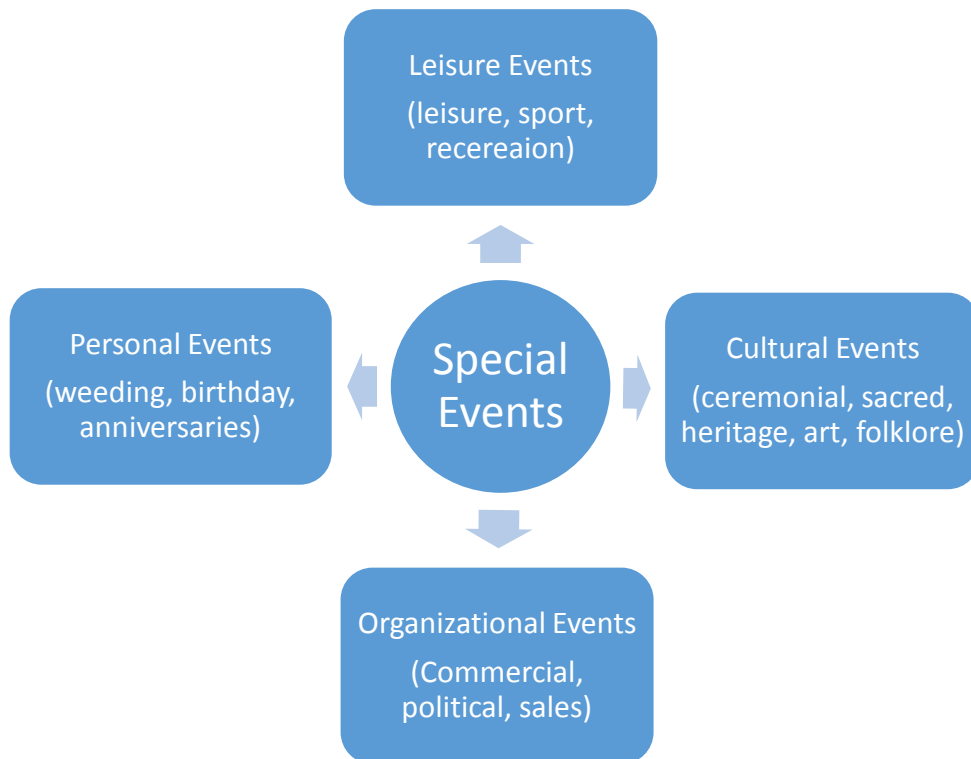 Leisure Events
(leisure, sport,
recereaion)
Personal Events
(weeding, birthday,
anniversaries)
Special
Events
Cultural Events
(ceremonial, sacred,
heritage, art, folklore)
Organizational Events
(Commercial,
political, sales)